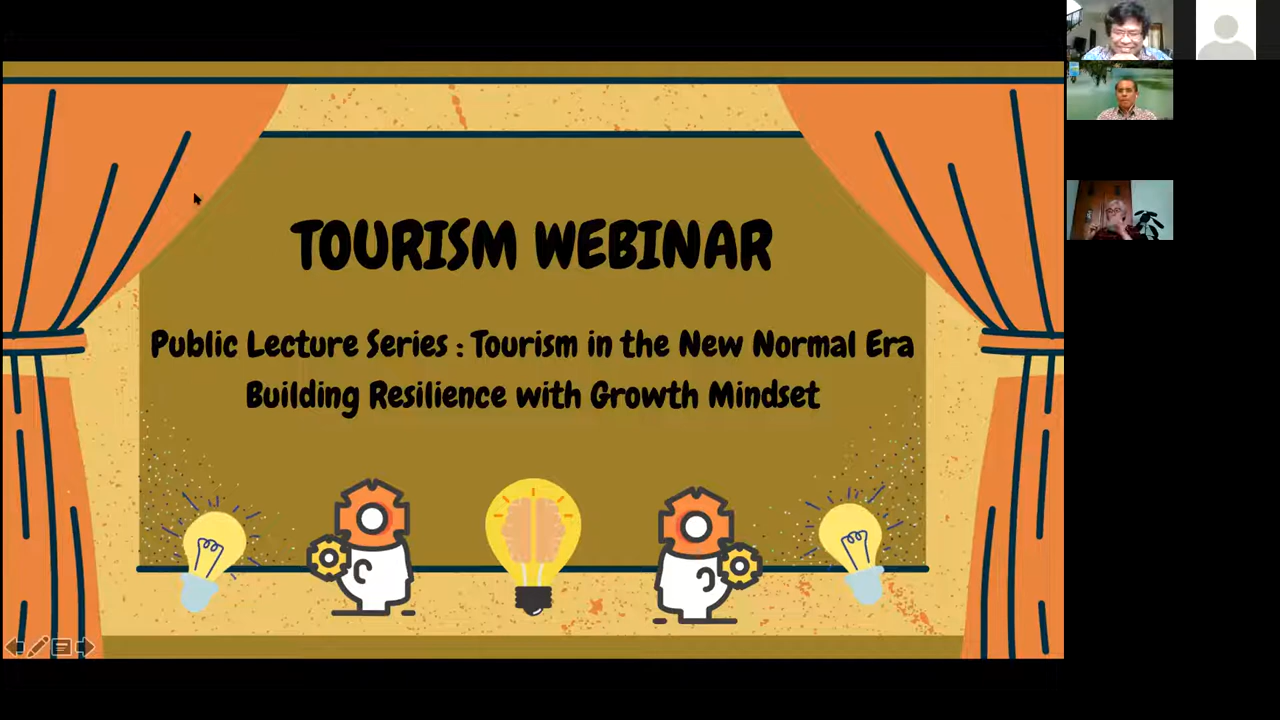 TOURISM WEBINAR
Public Lecture Series : Tourism in the New Normal Era
Building Resilience with Growth Mindset